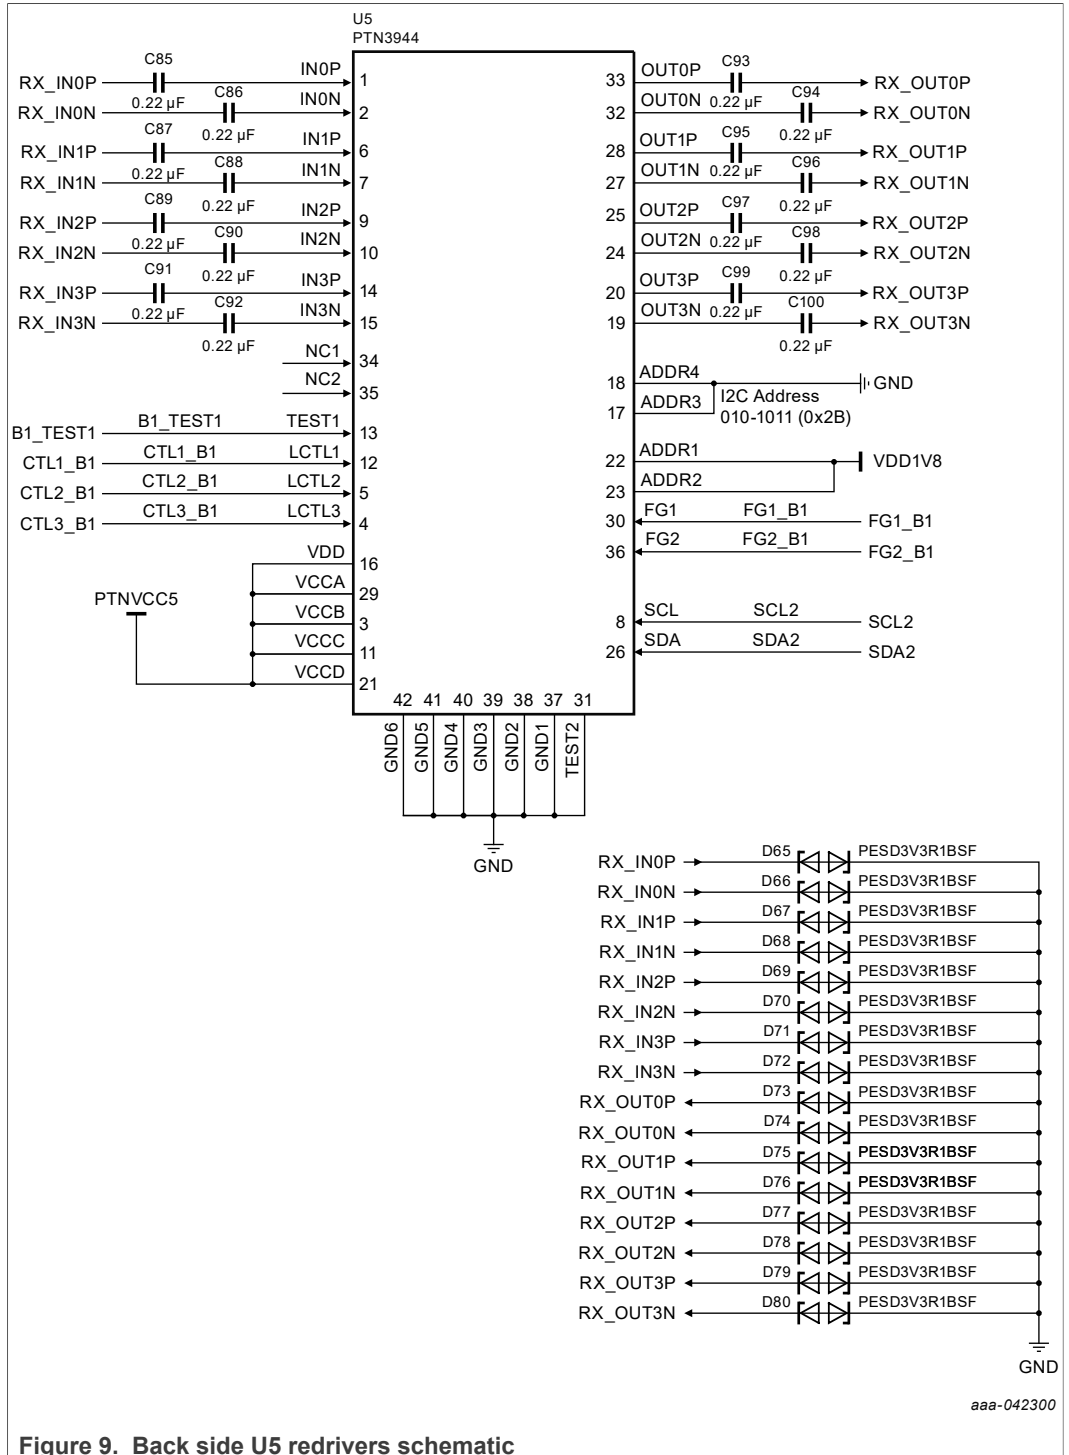 U5
PTN3944
RX_IN0P C85 0.22 µF IN0P 1
RX_IN0N C86 0.22 µF IN0N 2
RX_IN1P C87 0.22 µF IN1P 6
RX_IN1N C88 0.22 µF IN1N 7
RX_IN2P C89 0.22 µF IN2P 9
RX_IN2N C90 0.22 µF IN2N 10
RX_IN3P C91 0.22 µF IN3P 14
RX_IN3N C92 0.22 µF IN3N 15
NC1 34
NC2 35
B1_TEST1 B1_TEST1 TEST1 13
CTL1_B1 CTL1_B1 LCTL1 12
CTL2_B1 CTL2_B1 LCTL2 5
CTL3_B1 CTL3_B1 LCTL3 4
VDD 16
VCCA 29
PTNVCC5
VCCB 3
VCCC 11
VCCD 21
33 OUT0P C93 0.22 µF RX_OUT0P
32 OUT0N C94 0.22 µF RX_OUT0N
28 OUT1P C95 0.22 µF RX_OUT1P
27 OUT1N C96 0.22 µF RX_OUT1N
25 OUT2P C97 0.22 µF RX_OUT2P
24 OUT2N C98 0.22 µF RX_OUT2N
20 OUT3P C99 0.22 µF RX_OUT3P
19 OUT3N C100 0.22 µF RX_OUT3N
18 ADDR4 GND
17 ADDR3
I2C Address
010-1011 (0x2B)
22 ADDR1 VDD1V8
23 ADDR2
30 FG1 FG1_B1 FG1_B1
36 FG2 FG2_B1 FG2_B1
8 SCL SCL2 SCL2
26 SDA SDA2 SDA2
42 41 40 39 38 37 31
GND6 GND5 GND4 GND3 GND2 GND1 TEST2
GND
RX_IN0P D65 PESD3V3R1BSF
RX_IN0N D66 PESD3V3R1BSF
RX_IN1P D67 PESD3V3R1BSF
RX_IN1N D68 PESD3V3R1BSF
RX_IN2P D69 PESD3V3R1BSF
RX_IN2N D70 PESD3V3R1BSF
RX_IN3P D71 PESD3V3R1BSF
RX_IN3N D72 PESD3V3R1BSF
RX_OUT0P D73 PESD3V3R1BSF
RX_OUT0N D74 PESD3V3R1BSF
RX_OUT1P D75 PESD3V3R1BSF
RX_OUT1N D76 PESD3V3R1BSF
RX_OUT2P D77 PESD3V3R1BSF
RX_OUT2N D78 PESD3V3R1BSF
RX_OUT3P D79 PESD3V3R1BSF
RX_OUT3N D80 PESD3V3R1BSF
GND
aaa-042300
Figure 9. Back side U5 redrivers schematic